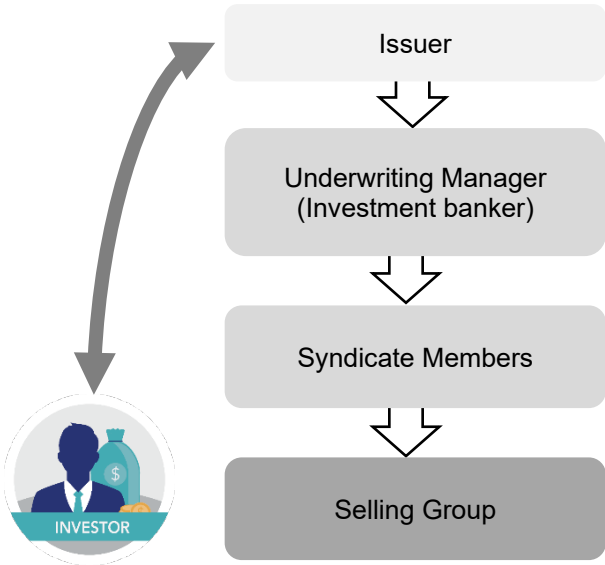 Issuer
Underwriting Manager
(Investment banker)
Syndicate Members
Selling Group
$
INVESTOR